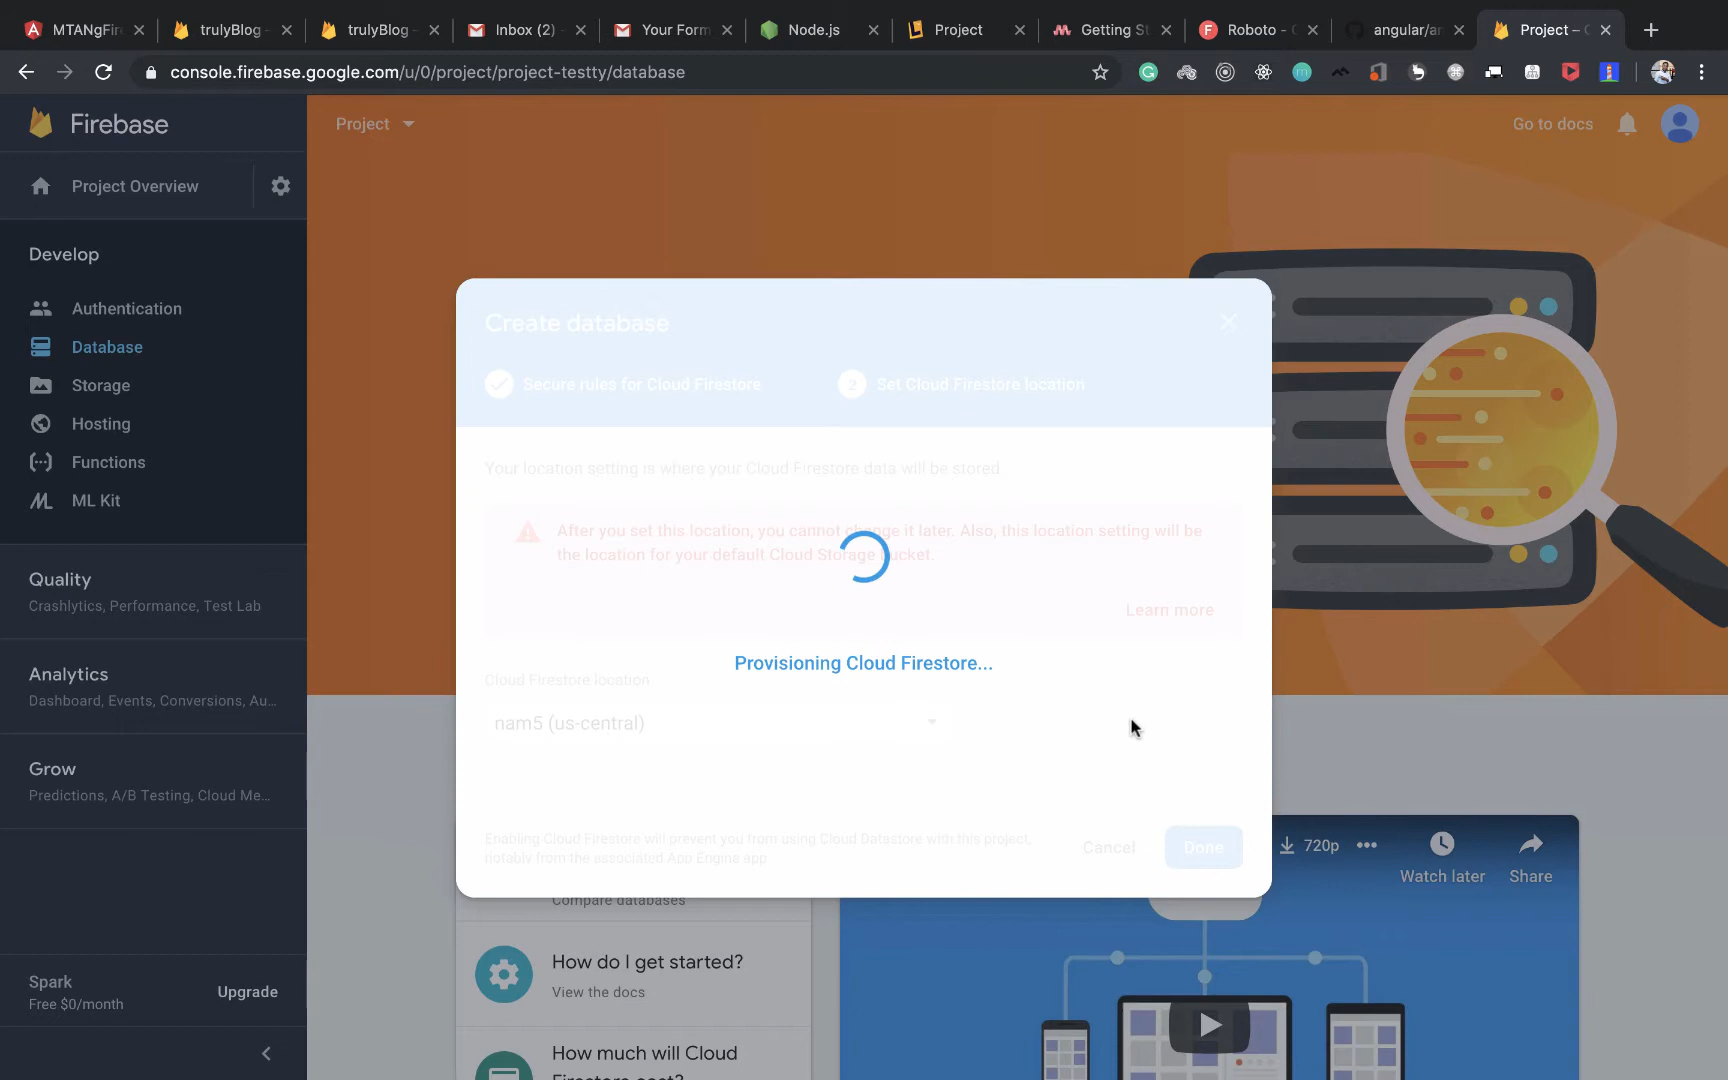 MTANgFir
trulyBlog -
trulyBlog -
Inbox (2)
Your Form
Node.js
Project
Getting St
Roboto -
angular/an
Project –
console.firebase.google.com/u/0/project/project-testty/database
Firebase
Project
Go to docs
Project Overview
Develop
Authentication
Database
Storage
Hosting
Functions
ML Kit
Quality
Crashlytics, Performance, Test Lab
Analytics
Dashboard, Events, Conversions, Au...
Grow
Predictions, A/B Testing, Cloud Me...
Spark
Free $0/month
Upgrade
Create database
Secure rules for Cloud Firestore
2 Set Cloud Firestore location
Your location setting is where your Cloud Firestore data will be stored.
After you set this location, you cannot change it later. Also, this location setting will be
the location for your default Cloud Storage bucket.
Learn more
Provisioning Cloud Firestore...
Cloud Firestore location
nam5 (us-central)
Enabling Cloud Firestore will prevent you from using Cloud Datastore with this project,
notably from the associated App Engine app
Cancel
Done
Compare databases
How do I get started?
View the docs
How much will Cloud
Firestore cost?
720p
Watch later
Share